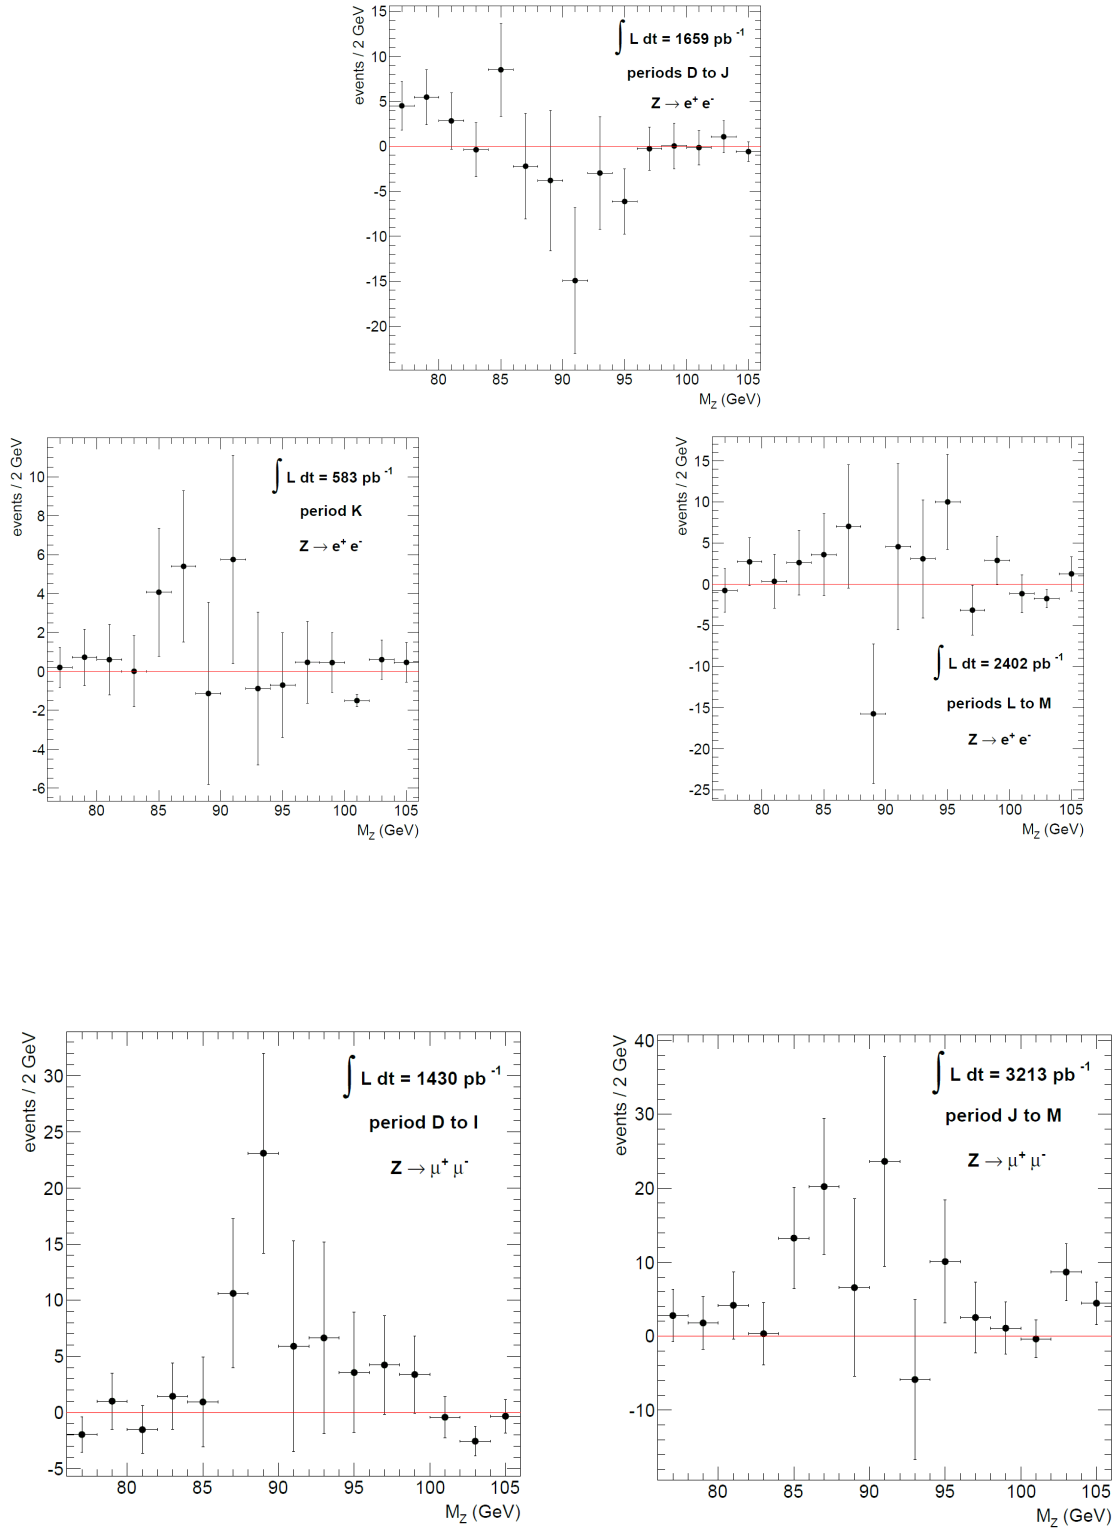 events / 2 GeV
15
10
5
0
-5
-10
-15
-20
∫ L dt = 1659 pb⁻¹
periods D to J
Z → e⁺ e⁻
80 85 90 95 100 105
M_Z (GeV)
events / 2 GeV
10
8
6
4
2
0
-2
-4
-6
∫ L dt = 583 pb⁻¹
period K
Z → e⁺ e⁻
80 85 90 95 100 105
M_Z (GeV)
events / 2 GeV
15
10
5
0
-5
-10
-15
-20
-25
∫ L dt = 2402 pb⁻¹
periods L to M
Z → e⁺ e⁻
80 85 90 95 100 105
M_Z (GeV)
events / 2 GeV
30
25
20
15
10
5
0
-5
∫ L dt = 1430 pb⁻¹
period D to I
Z → μ⁺ μ⁻
80 85 90 95 100 105
M_Z (GeV)
events / 2 GeV
40
30
20
10
0
-10
∫ L dt = 3213 pb⁻¹
period J to M
Z → μ⁺ μ⁻
80 85 90 95 100 105
M_Z (GeV)